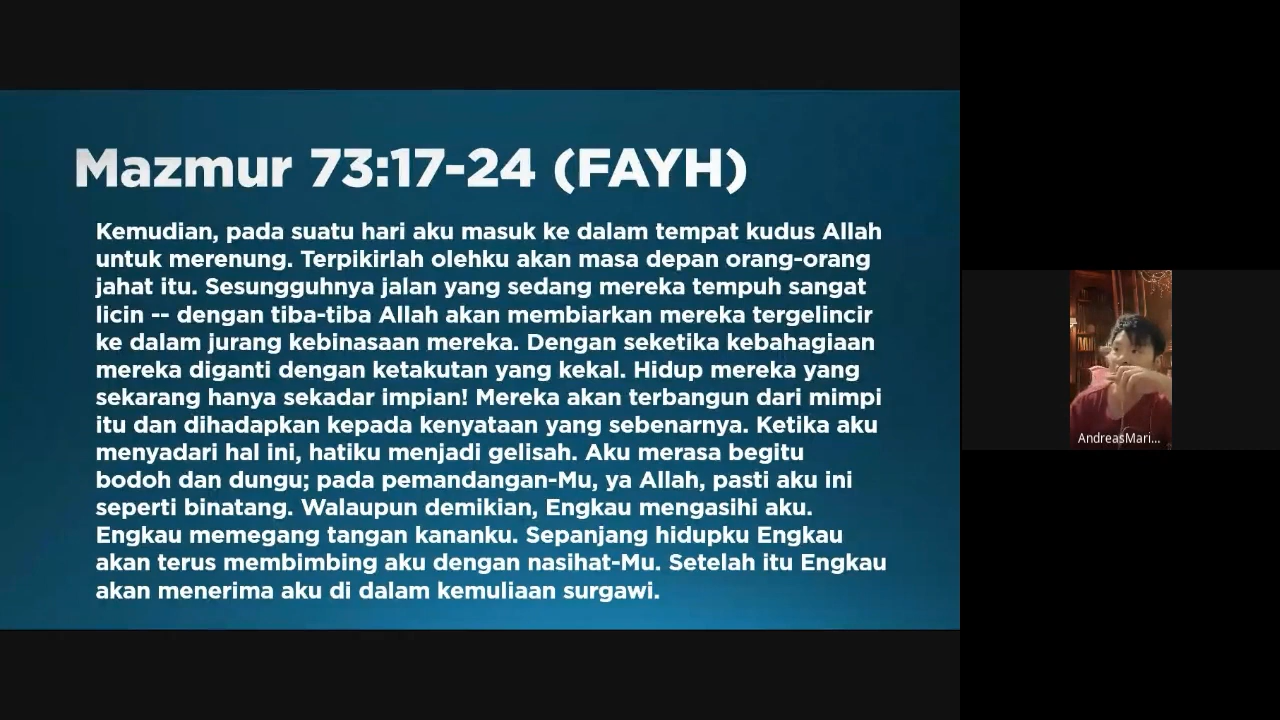 Mazmur 73:17-24 (FAYH)
Kemudian, pada suatu hari aku masuk ke dalam tempat kudus Allah
untuk merenung. Terpikirlah olehku akan masa depan orang-orang
jahat itu. Sesungguhnya jalan yang sedang mereka tempuh sangat
licin -- dengan tiba-tiba Allah akan membiarkan mereka tergelincir
ke dalam jurang kebinasaan mereka. Dengan seketika kebahagiaan
mereka diganti dengan ketakutan yang kekal. Hidup mereka yang
sekarang hanya sekadar impian! Mereka akan terbangun dari mimpi
itu dan dihadapkan kepada kenyataan yang sebenarnya. Ketika aku
menyadari hal ini, hatiku menjadi gelisah. Aku merasa begitu
bodoh dan dungu; pada pemandangan-Mu, ya Allah, pasti aku ini
seperti binatang. Walaupun demikian, Engkau mengasihi aku.
Engkau memegang tangan kananku. Sepanjang hidupku Engkau
akan terus membimbing aku dengan nasihat-Mu. Setelah itu Engkau
akan menerima aku di dalam kemuliaan surgawi.
AndreasMari...